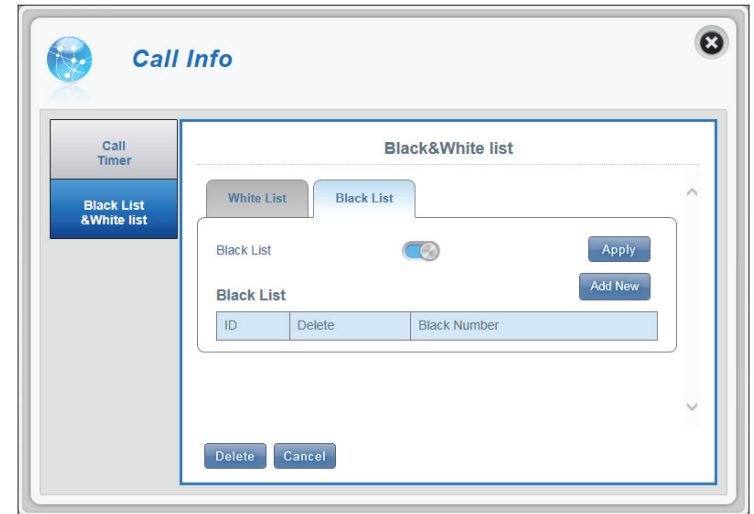 Call Info
Call
Timer
Black List
&White list
Black&White list
White List
Black List
Black List
Apply
Black List
Add New
ID
Delete
Black Number
Delete
Cancel